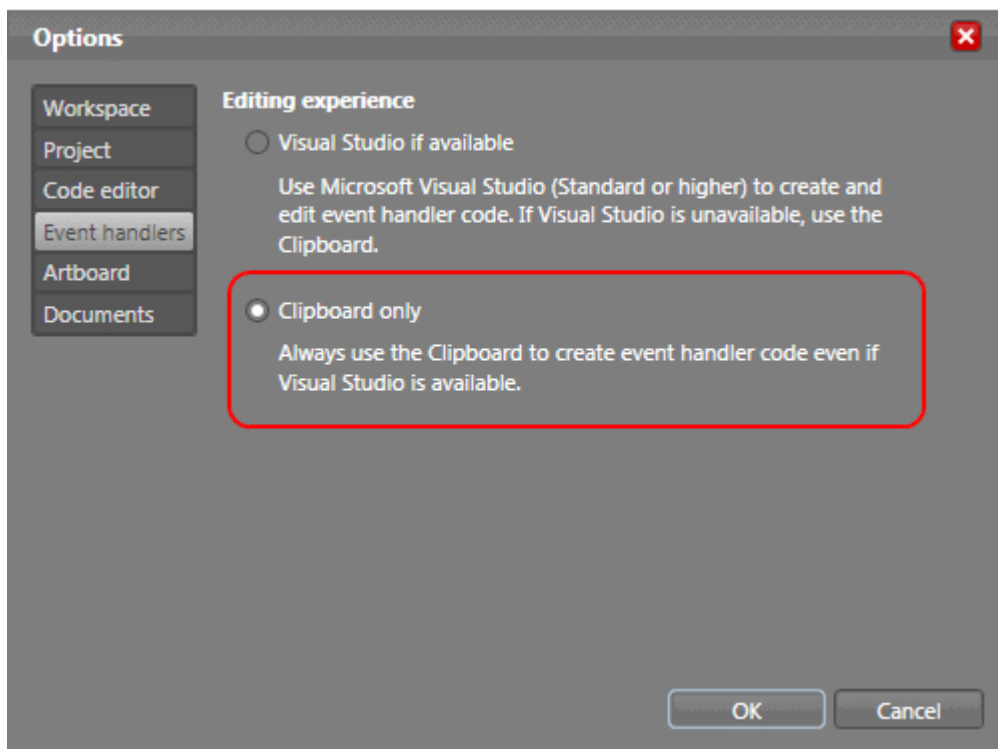 Options
Workspace
Project
Code editor
Event handlers
Artboard
Documents
Editing experience
Visual Studio if available
Use Microsoft Visual Studio (Standard or higher) to create and
edit event handler code. If Visual Studio is unavailable, use the
Clipboard.
Clipboard only
Always use the Clipboard to create event handler code even if
Visual Studio is available.
OK
Cancel